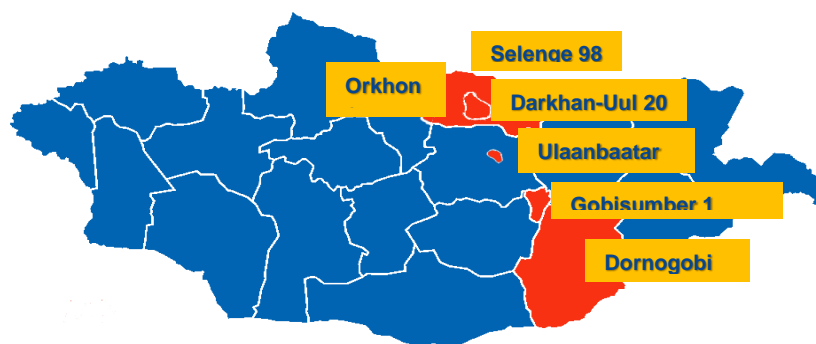 Selenge 98
Orkhon
Darkhan-Uul 20
Ulaanbaatar
Gobisumber 1
Dornogobi